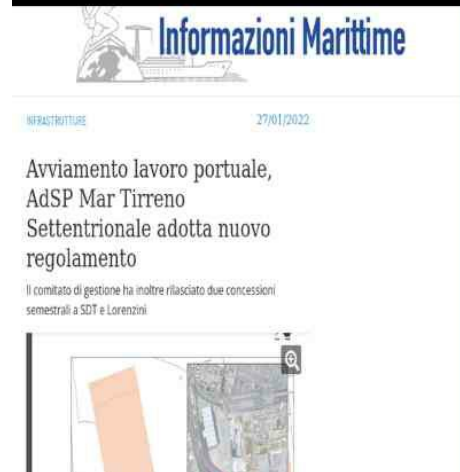 Informazioni Marittime
INFRASTRUTTURE 27/01/2022
Avviamento lavoro portuale,
AdSP Mar Tirreno
Settentrionale adotta nuovo
regolamento
Il comitato di gestione ha inoltre rilasciato due concessioni
semestrali a SDT e Lorenzini